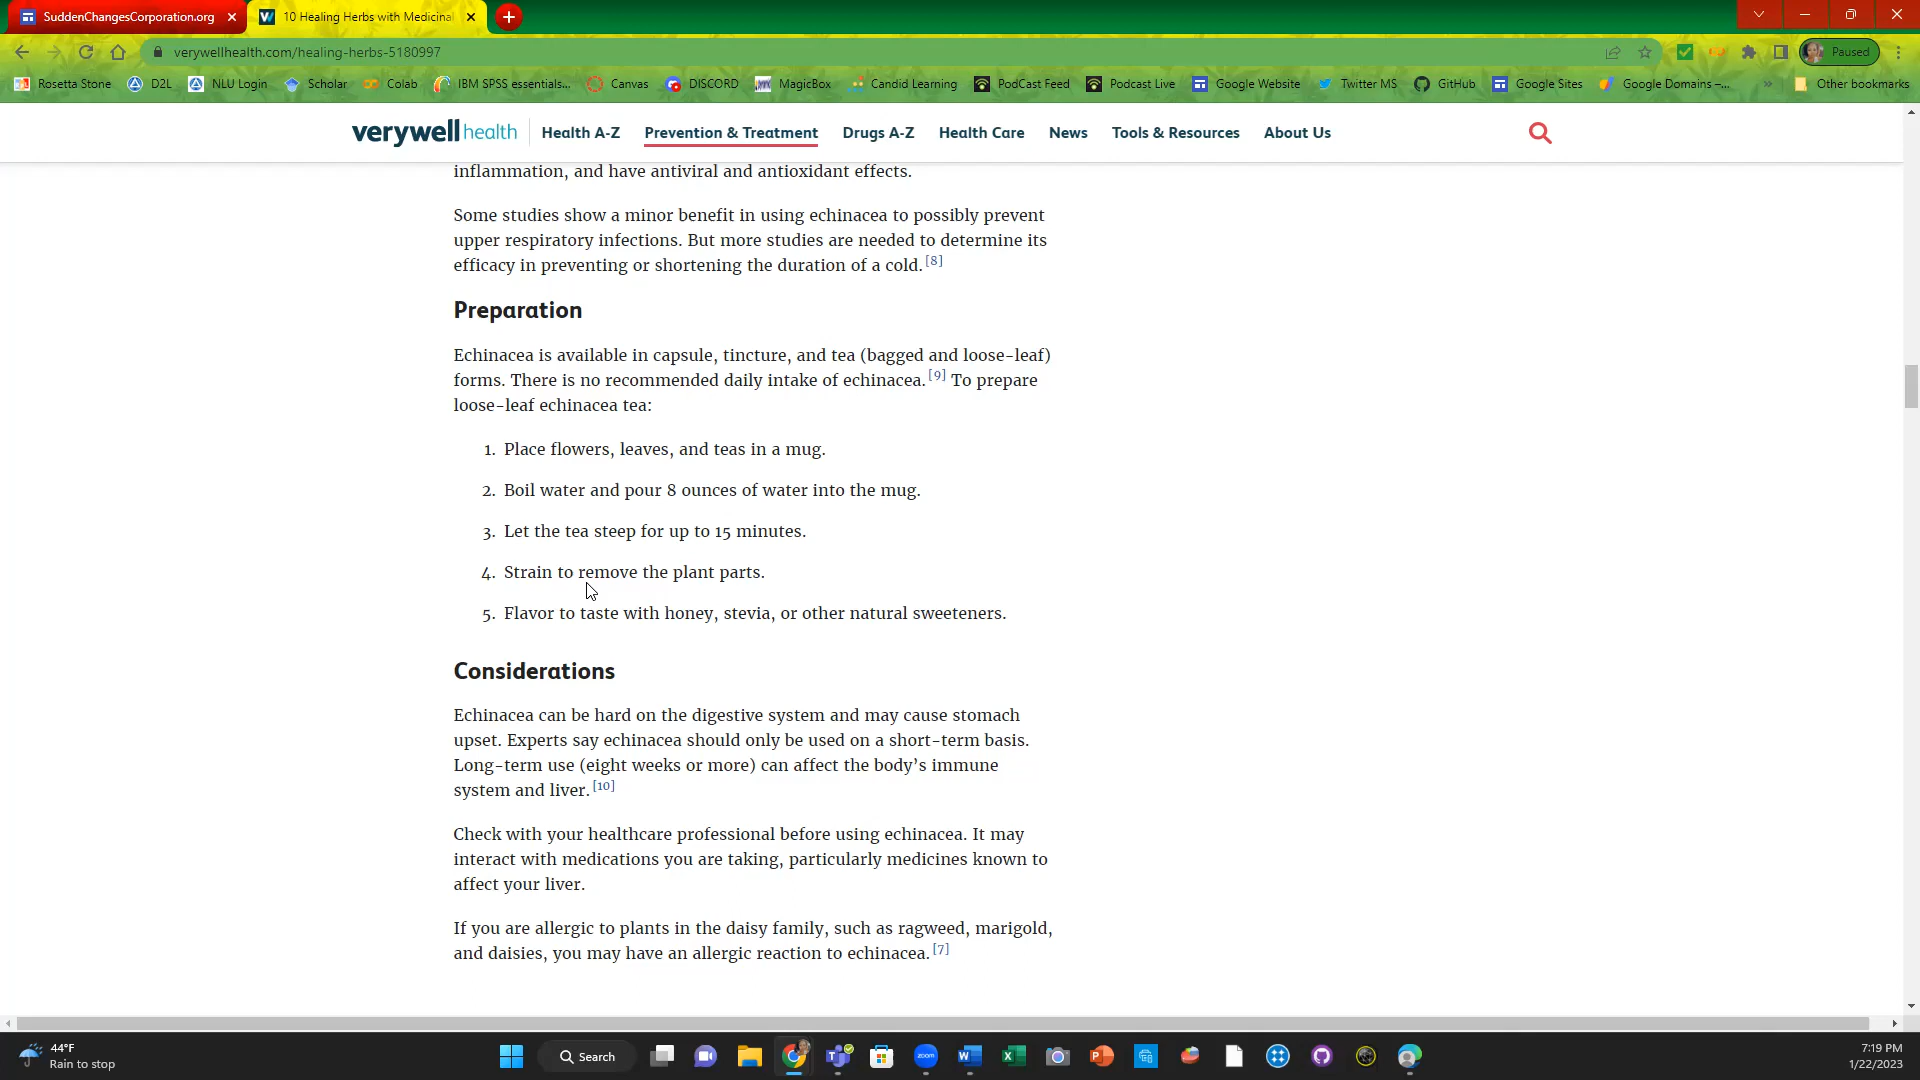 SuddenChangesCorporation.org
10 Healing Herbs with Medicinal
verywellhealth.com/healing-herbs-5180997
Paused
Rosetta Stone D2L NLU Login Scholar Colab IBM SPSS essentials... Canvas DISCORD MagicBox Candid Learning PodCast Feed Podcast Live Google Website Twitter MS GitHub Google Sites Google Domains –... » Other bookmarks
verywell health Health A-Z Prevention & Treatment Drugs A-Z Health Care News Tools & Resources About Us
inflammation, and have antiviral and antioxidant effects.
Some studies show a minor benefit in using echinacea to possibly prevent
upper respiratory infections. But more studies are needed to determine its
efficacy in preventing or shortening the duration of a cold. [8]
Preparation
Echinacea is available in capsule, tincture, and tea (bagged and loose-leaf)
forms. There is no recommended daily intake of echinacea. [9] To prepare
loose-leaf echinacea tea:
1. Place flowers, leaves, and teas in a mug.
2. Boil water and pour 8 ounces of water into the mug.
3. Let the tea steep for up to 15 minutes.
4. Strain to remove the plant parts.
5. Flavor to taste with honey, stevia, or other natural sweeteners.
Considerations
Echinacea can be hard on the digestive system and may cause stomach
upset. Experts say echinacea should only be used on a short-term basis.
Long-term use (eight weeks or more) can affect the body's immune
system and liver. [10]
Check with your healthcare professional before using echinacea. It may
interact with medications you are taking, particularly medicines known to
affect your liver.
If you are allergic to plants in the daisy family, such as ragweed, marigold,
and daisies, you may have an allergic reaction to echinacea. [7]
44°F
Rain to stop
Search
zoom
7:19 PM
1/22/2023